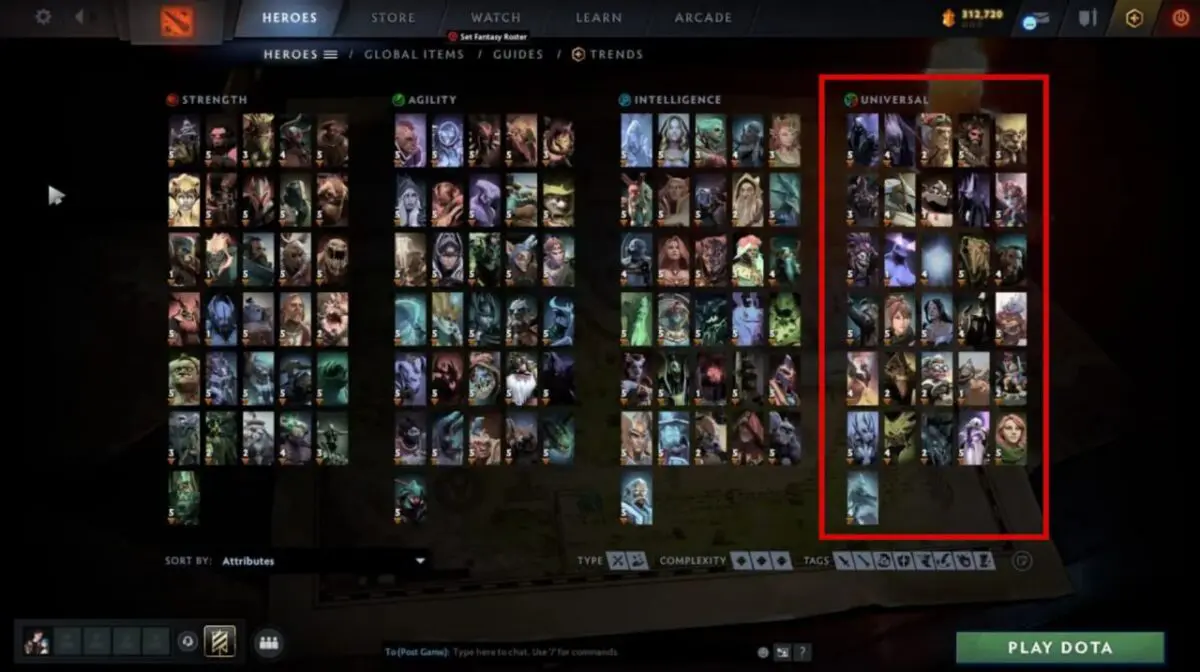 HEROES STORE WATCH LEARN ARCADE 312,720
Set Fantasy Roster
HEROES / GLOBAL ITEMS / GUIDES / TRENDS
STRENGTH AGILITY INTELLIGENCE UNIVERSAL
SORT BY: Attributes TYPE COMPLEXITY TAGS
To (Post Game): Type here to chat. Use '/' for commands. ?
PLAY DOTA